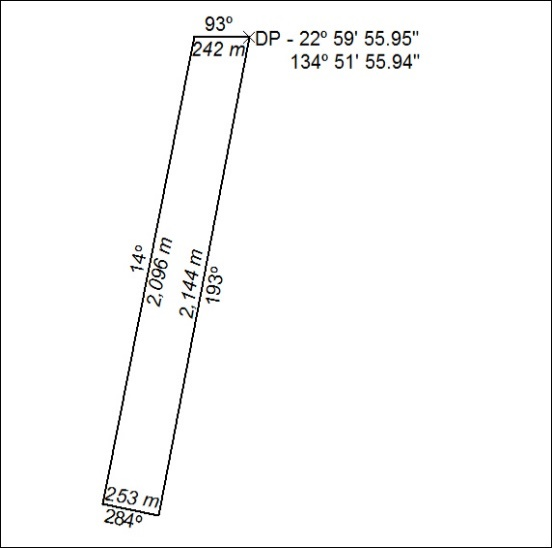 93º
242 m
DP - 22º 59' 55.95"
134º 51' 55.94"
14º
2,096 m
2,144 m
193º
253 m
284º